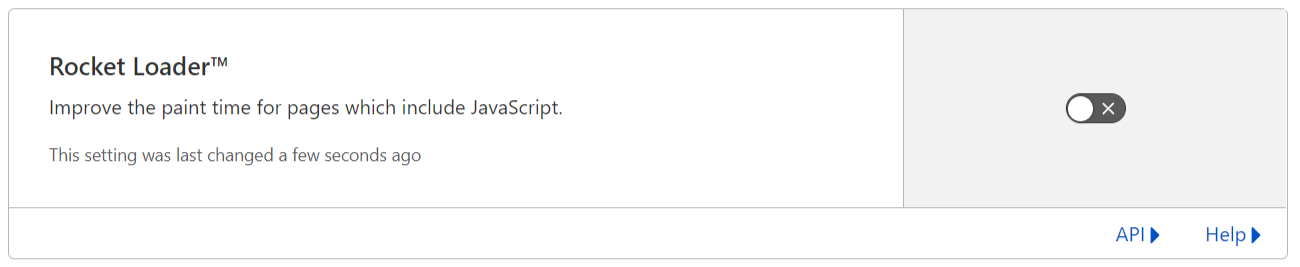 Rocket Loader™
Improve the paint time for pages which include JavaScript.
This setting was last changed a few seconds ago
API
Help